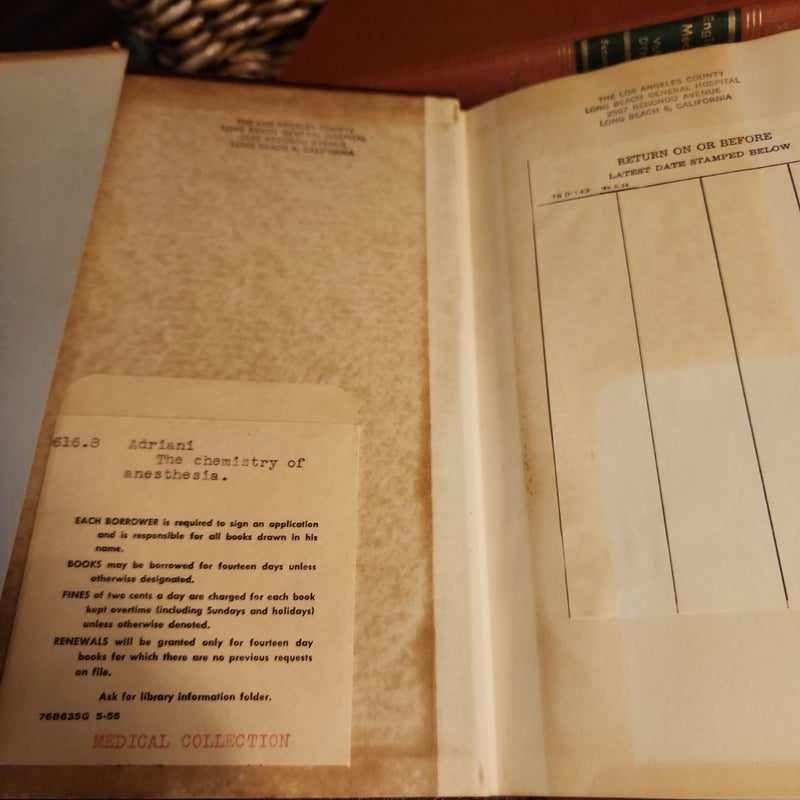 THE LOS ANGELES COUNTY
LONG BEACH GENERAL HOSPITAL
2597 REDONDO AVENUE
LONG BEACH 6, CALIFORNIA
616.8 Adriani
The chemistry of
anesthesia.
EACH BORROWER is required to sign an application
and is responsible for all books drawn in his
name.
BOOKS may be borrowed for fourteen days unless
otherwise designated.
FINES of two cents a day are charged for each book
kept overtime (including Sundays and holidays)
unless otherwise denoted.
RENEWALS will be granted only for fourteen day
books for which there are no previous requests
on file.
Ask for library information folder.
76B635G 5-56
MEDICAL COLLECTION
THE LOS ANGELES COUNTY
LONG BEACH GENERAL HOSPITAL
2597 REDONDO AVENUE
LONG BEACH 6, CALIFORNIA
RETURN ON OR BEFORE
LATEST DATE STAMPED BELOW